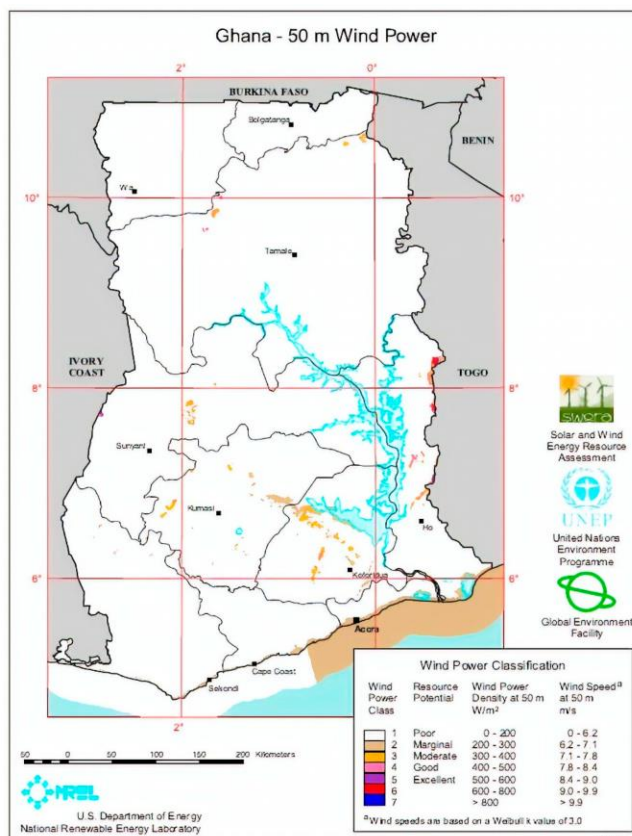 Ghana - 50 m Wind Power
2° 0°
BURKINA FASO
Bolgatanga
BENIN
10°
Wa
10°
Tamale
IVORY
COAST
TOGO
8°
8°
Sunyani
Kumasi
Ho
6°
Koforidua
6°
Accra
Cape Coast
Sekondi
2°
swera
Solar and Wind
Energy Resource
Assessment
UNEP
United Nations
Environment
Programme
Global Environment
Facility
Wind Power Classification
Wind Power Class Resource Potential Wind Power Density at 50 m W/m² Wind Speedᵃ at 50 m m/s
1 Poor 0 - 200 0 - 6.2
2 Marginal 200 - 300 6.2 - 7.1
3 Moderate 300 - 400 7.1 - 7.8
4 Good 400 - 500 7.8 - 8.4
5 Excellent 500 - 600 8.4 - 9.0
6 600 - 800 9.0 - 9.9
7 > 800 > 9.9
ᵃ Wind speeds are based on a Weibull k value of 3.0
50 0 50 100 150 200 Kilometers
NREL
U.S. Department of Energy
National Renewable Energy Laboratory